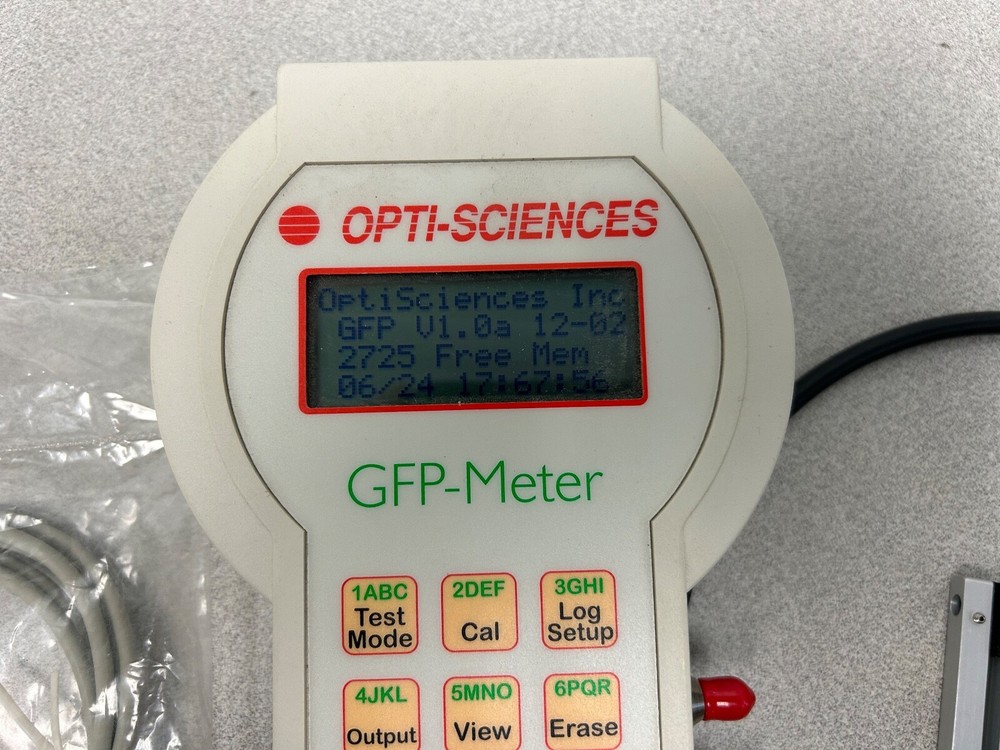 OPTI-SCIENCES
OptiSciences Inc
GFP V1.0a 12-02
2725 Free Mem
06/24 17:67:56
GFP-Meter
1ABC
Test
Mode
2DEF
Cal
3GHI
Log
Setup
4JKL
Output
5MNO
View
6PQR
Erase